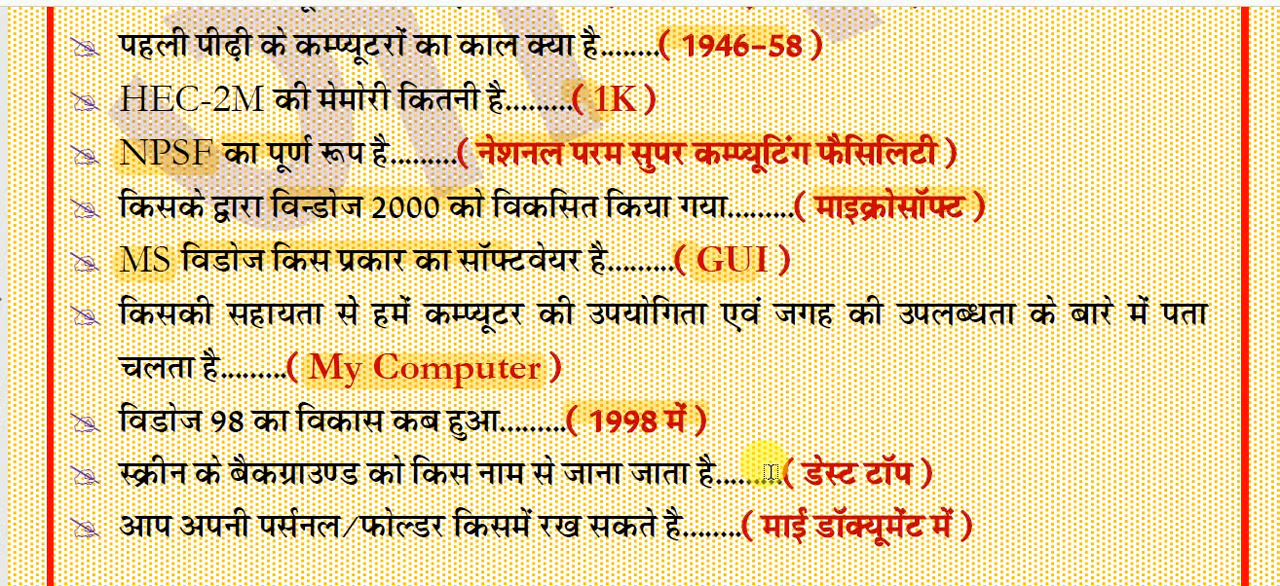 पहली पीढ़ी के कम्प्यूटरों का काल क्या है........( 1946-58 )
HEC-2M की मेमोरी कितनी है.........( 1K )
NPSF का पूर्ण रूप है.........( नेशनल परम सुपर कम्प्यूटिंग फैसिलिटी )
किसके द्वारा विन्डोज 2000 को विकसित किया गया.........( माइक्रोसॉफ्ट )
MS विडोज किस प्रकार का सॉफ्टवेयर है.........( GUI )
किसकी सहायता से हमें कम्प्यूटर की उपयोगिता एवं जगह की उपलब्धता के बारे में पता
चलता है.........( My Computer )
विडोज 98 का विकास कब हुआ.........( 1998 में )
स्क्रीन के बैकग्राउण्ड को किस नाम से जाना जाता है.........( डेस्ट टॉप )
आप अपनी पर्सनल/फोल्डर किसमें रख सकते है........( माई डॉक्यूमेंट में )